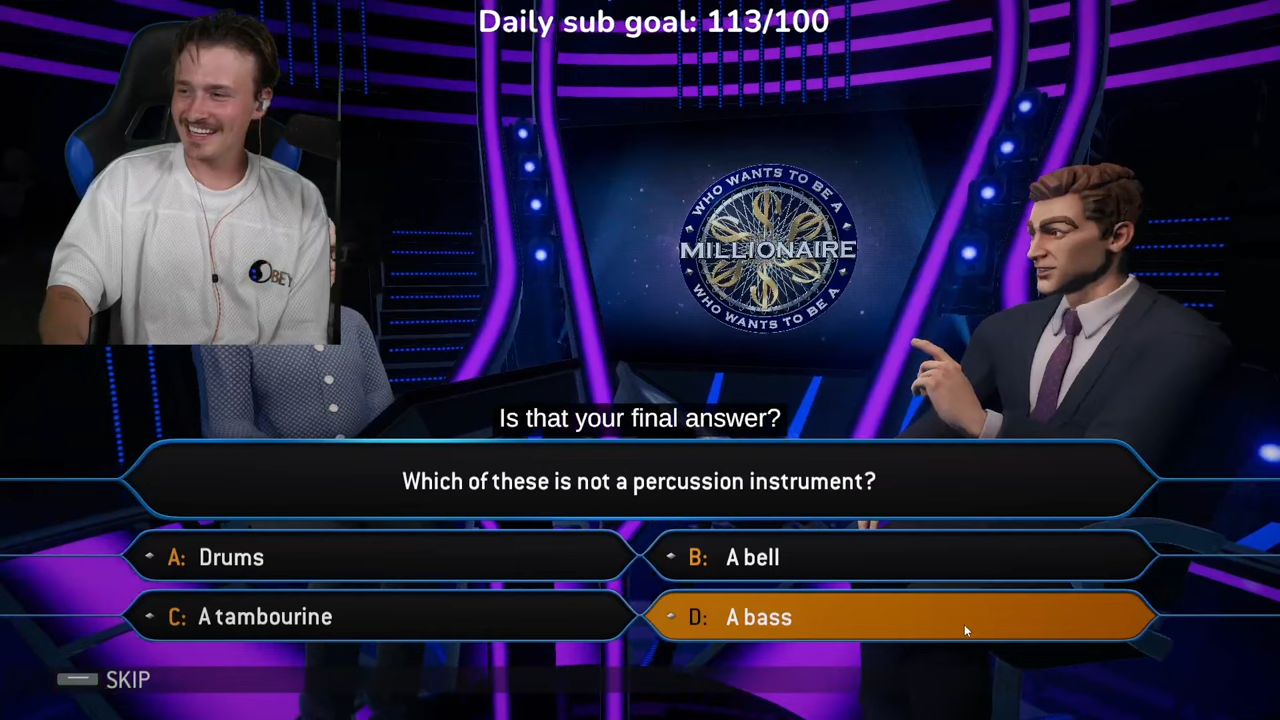 Daily sub goal: 113/100
WHO WANTS TO BE A
MILLIONAIRE
WHO WANTS TO BE A
Is that your final answer?
Which of these is not a percussion instrument?
A: Drums
B: A bell
C: A tambourine
D: A bass
SKIP